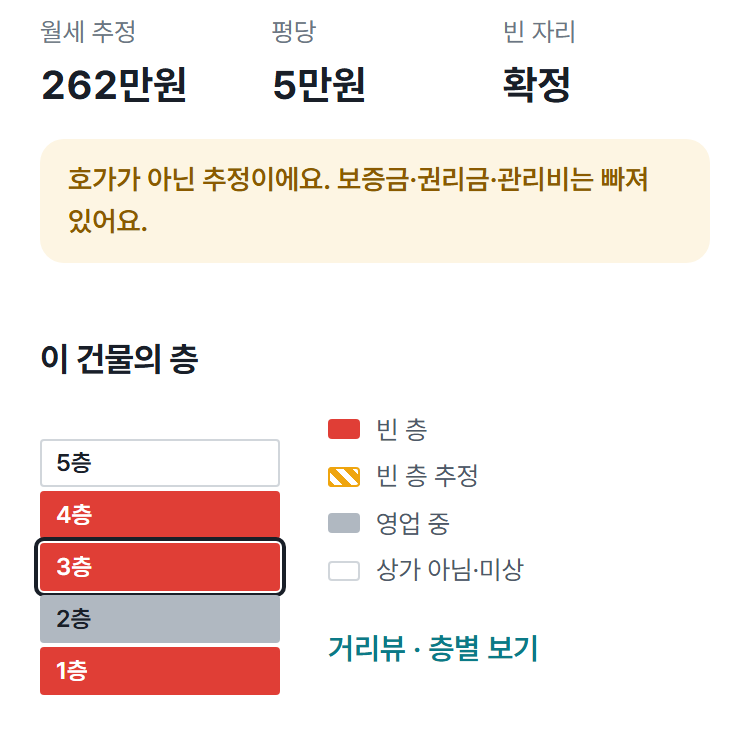 월세 추정 평당 빈 자리
262만원 5만원 확정
호가가 아닌 추정이에요. 보증금·권리금·관리비는 빠져
있어요.
이 건물의 층
5층
4층
3층
2층
1층
빈 층
빈 층 추정
영업 중
상가 아님·미상
거리뷰 · 층별 보기